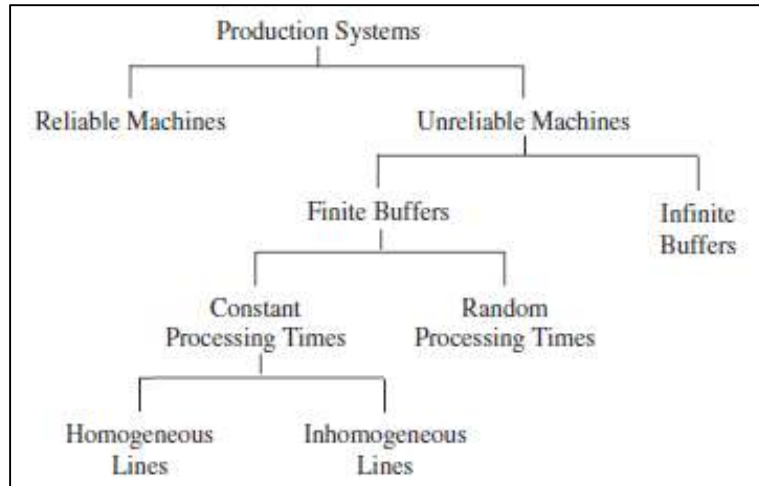 Production Systems
Reliable Machines
Unreliable Machines
Finite Buffers
Infinite
Buffers
Constant
Processing Times
Random
Processing Times
Homogeneous
Lines
Inhomogeneous
Lines